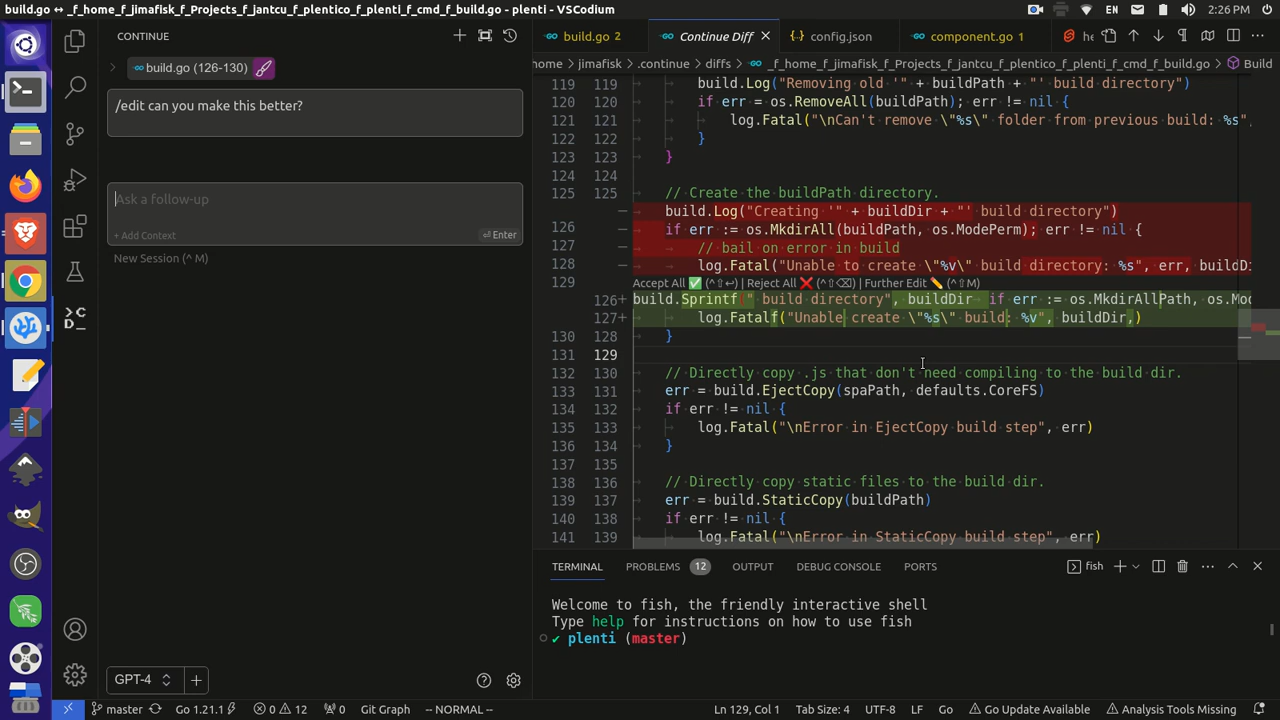 build.go ↔ _f_home_f_jimafisk_f_Projects_f_jantcu_f_plentico_f_plenti_f_cmd_f_build.go - plenti - VSCodium
EN
2:26 PM
CONTINUE
build.go (126-130)
/edit can you make this better?
Ask a follow-up
+ Add Context
Enter
New Session (^ M)
GPT-4
build.go 2
Continue Diff
config.json
component.go 1
he
home > jimafisk > .continue > diffs > _f_home_f_jimafisk_f_Projects_f_jantcu_f_plentico_f_plenti_f_cmd_f_build.go > Build
119 119 build.Log("Removing old '" + buildPath + "' build directory")
120 120 if err = os.RemoveAll(buildPath); err != nil {
121 121 log.Fatal("\nCan't remove \"%s\" folder from previous build: %s",
122 122 }
123 123 }
124 124
125 125 // Create the buildPath directory.
build.Log("Creating '" + buildDir + "' build directory")
126 — if err := os.MkdirAll(buildPath, os.ModePerm); err != nil {
127 — // bail on error in build
128 — log.Fatal("Unable to create \"%v\" build directory: %s", err, buildDi
129 Accept All ✅ (^⇧↩) | Reject All ❌ (^⇧⌫) | Further Edit ✏️ (^⇧M)
126+ build.Sprintf(" build directory", buildDir if err := os.MkdirAllPath, os.Mod
127+ log.Fatalf("Unable create \"%s\" build: %v", buildDir,)
130 128 }
131 129
132 130 // Directly copy .js that don't need compiling to the build dir.
133 131 err = build.EjectCopy(spaPath, defaults.CoreFS)
134 132 if err != nil {
135 133 log.Fatal("\nError in EjectCopy build step", err)
136 134 }
137 135
138 136 // Directly copy static files to the build dir.
139 137 err = build.StaticCopy(buildPath)
140 138 if err != nil {
141 139 log.Fatal("\nError in StaticCopy build step", err)
TERMINAL PROBLEMS 12 OUTPUT DEBUG CONSOLE PORTS
fish
Welcome to fish, the friendly interactive shell
Type help for instructions on how to use fish
✔ plenti (master)
master Go 1.21.1 0 12 0 Git Graph -- NORMAL -- Ln 129, Col 1 Tab Size: 4 UTF-8 LF Go Go Update Available Analysis Tools Missing